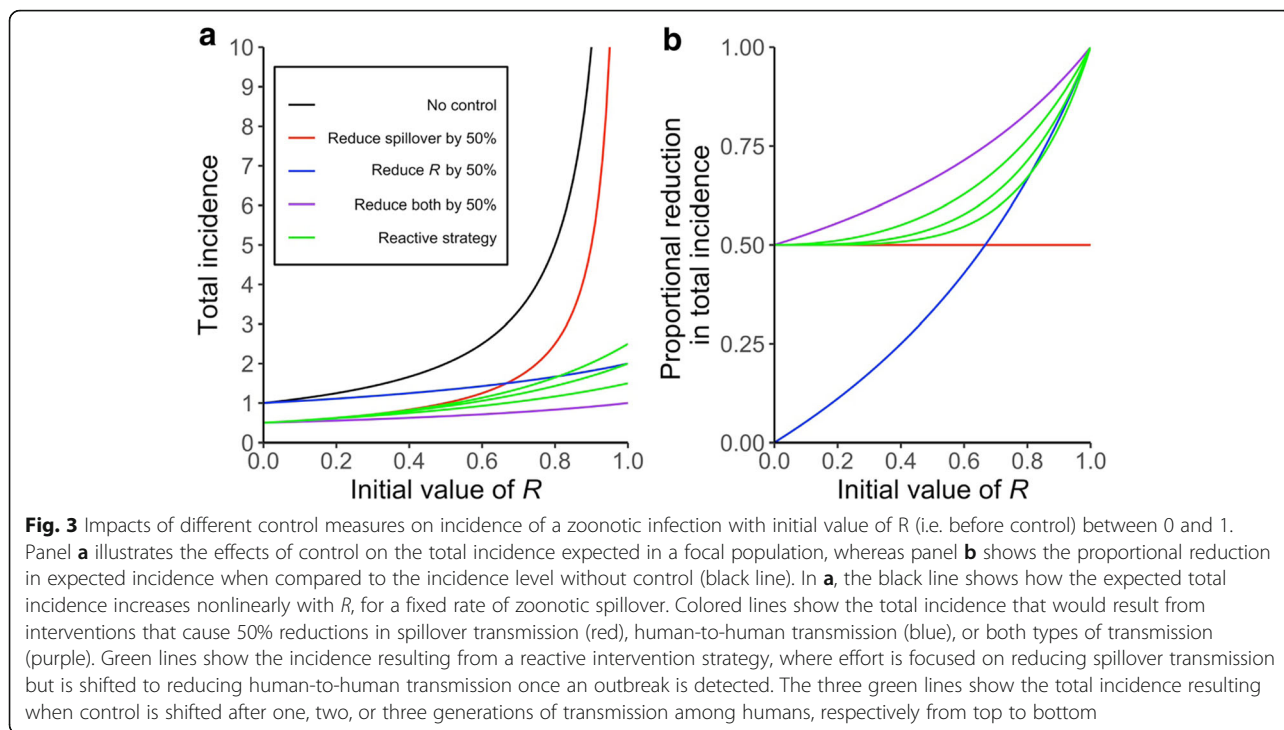 a
b
10
9
8
7
6
5
4
3
2
1
0
Total incidence
No control
Reduce spillover by 50%
Reduce R by 50%
Reduce both by 50%
Reactive strategy
0.0
0.2
0.4
0.6
0.8
1.0
Initial value of R
1.00
0.75
0.50
0.25
0.00
Proportional reduction
in total incidence
0.0
0.2
0.4
0.6
0.8
1.0
Initial value of R
Fig. 3 Impacts of different control measures on incidence of a zoonotic infection with initial value of R (i.e. before control) between 0 and 1.
Panel a illustrates the effects of control on the total incidence expected in a focal population, whereas panel b shows the proportional reduction
in expected incidence when compared to the incidence level without control (black line). In a, the black line shows how the expected total
incidence increases nonlinearly with R, for a fixed rate of zoonotic spillover. Colored lines show the total incidence that would result from
interventions that cause 50% reductions in spillover transmission (red), human-to-human transmission (blue), or both types of transmission
(purple). Green lines show the incidence resulting from a reactive intervention strategy, where effort is focused on reducing spillover transmission
but is shifted to reducing human-to-human transmission once an outbreak is detected. The three green lines show the total incidence resulting
when control is shifted after one, two, or three generations of transmission among humans, respectively from top to bottom